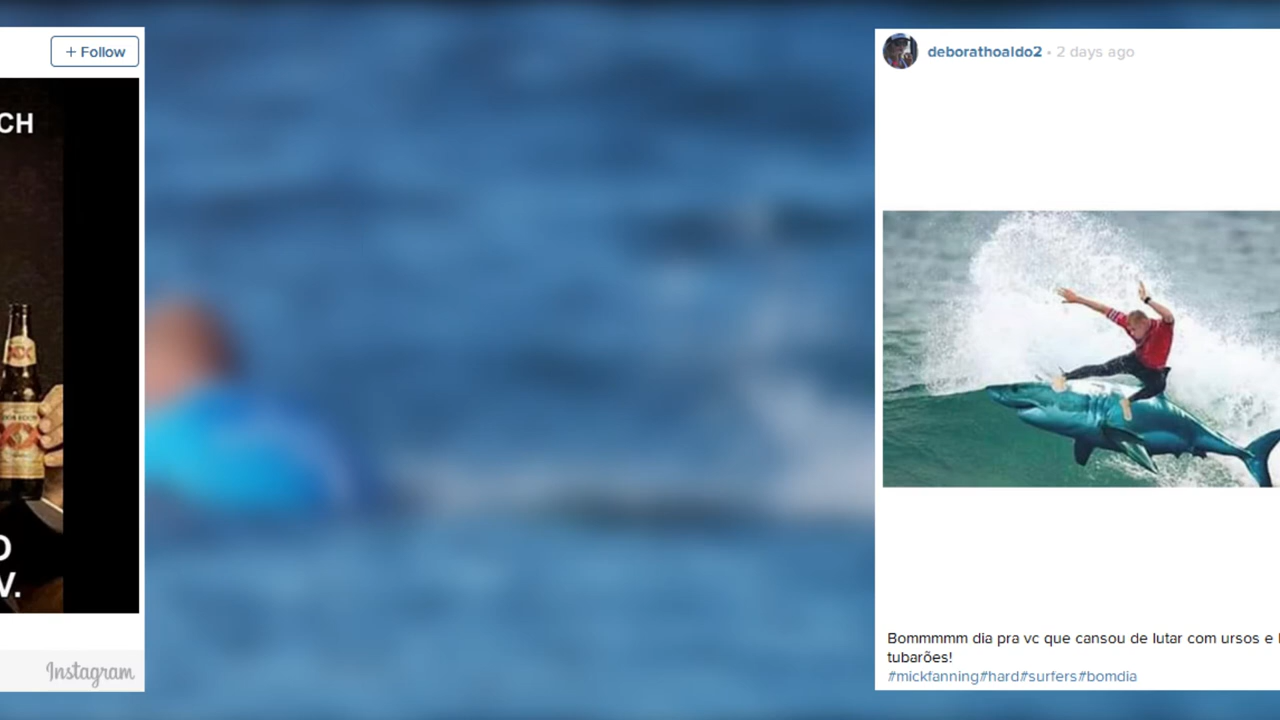 + Follow
CH
O
V.
Instagram
deborathoaldo2 • 2 days ago
Bommmmm dia pra vc que cansou de lutar com ursos e
tubarões!
#mickfanning#hard#surfers#bomdia